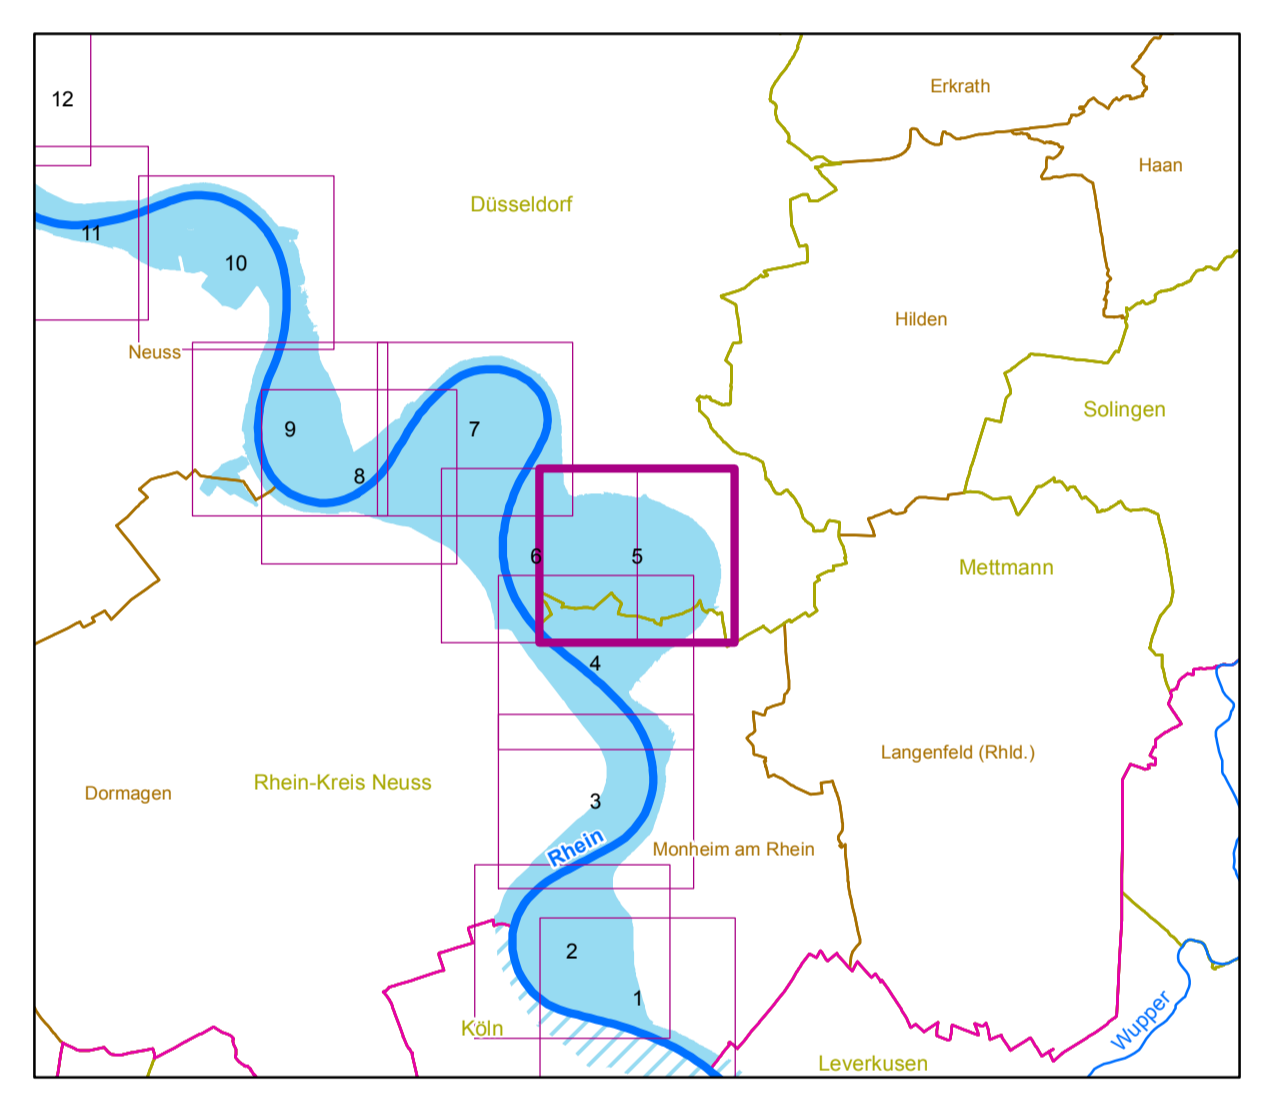 Erkrath
12
Haan
Düsseldorf
11
10
Hilden
Neuss
Solingen
9
7
8
6
5
Mettmann
4
Langenfeld (Rhld.)
Rhein-Kreis Neuss
Dormagen
3
Rhein
Monheim am Rhein
2
1
Köln
Wupper
Leverkusen